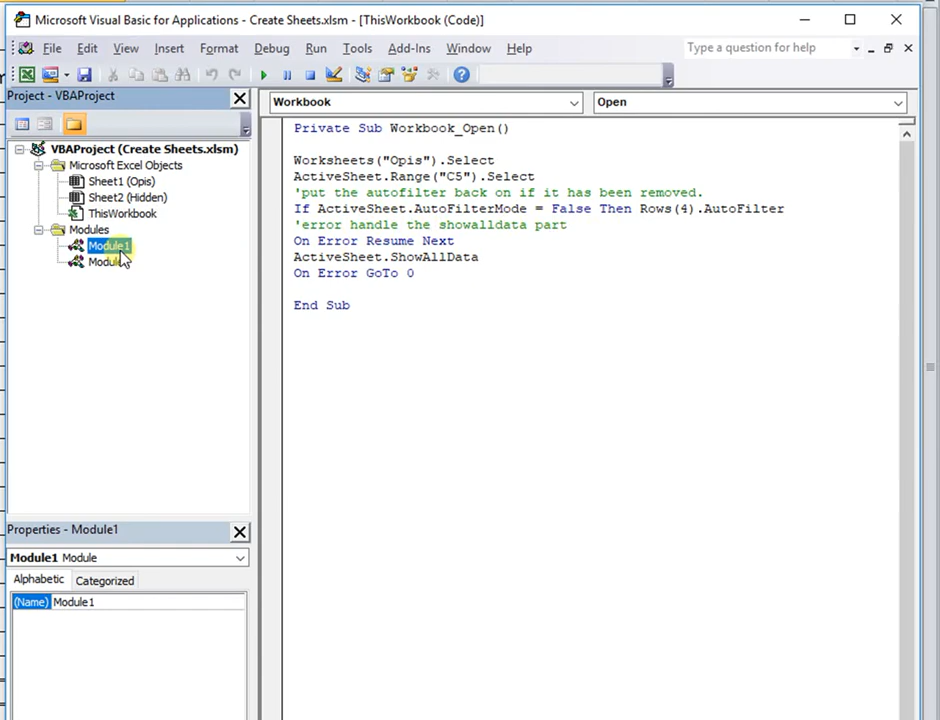 Microsoft Visual Basic for Applications - Create Sheets.xlsm - [ThisWorkbook (Code)]
File Edit View Insert Format Debug Run Tools Add-Ins Window Help Type a question for help
Project - VBAProject
Workbook Open
VBAProject (Create Sheets.xlsm)
Microsoft Excel Objects
Sheet1 (Opis)
Sheet2 (Hidden)
ThisWorkbook
Modules
Module1
Private Sub Workbook_Open()
Worksheets("Opis").Select
ActiveSheet.Range("C5").Select
'put the autofilter back on if it has been removed.
If ActiveSheet.AutoFilterMode = False Then Rows(4).AutoFilter
'error handle the showalldata part
On Error Resume Next
ActiveSheet.ShowAllData
On Error GoTo 0
End Sub
Properties - Module1
Module1 Module
Alphabetic Categorized
(Name) Module1